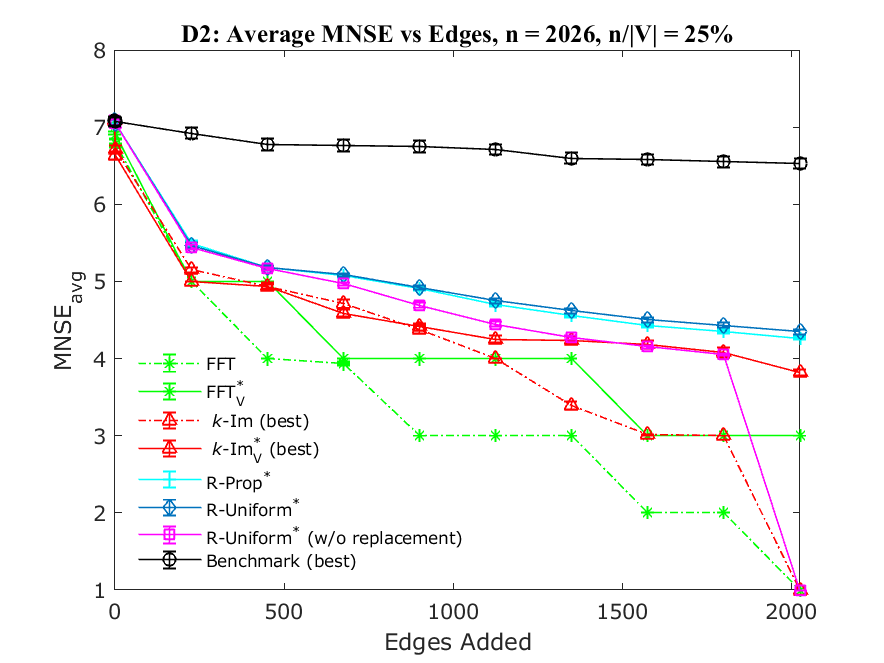 D2: Average MNSE vs Edges, n = 2026, n/|V| = 25%
8
7
6
5
4
3
2
1
MNSE_avg
FFT
FFT*_V
k-Im (best)
k-Im*_V (best)
R-Prop*
R-Uniform*
R-Uniform* (w/o replacement)
Benchmark (best)
0
500
1000
1500
2000
Edges Added